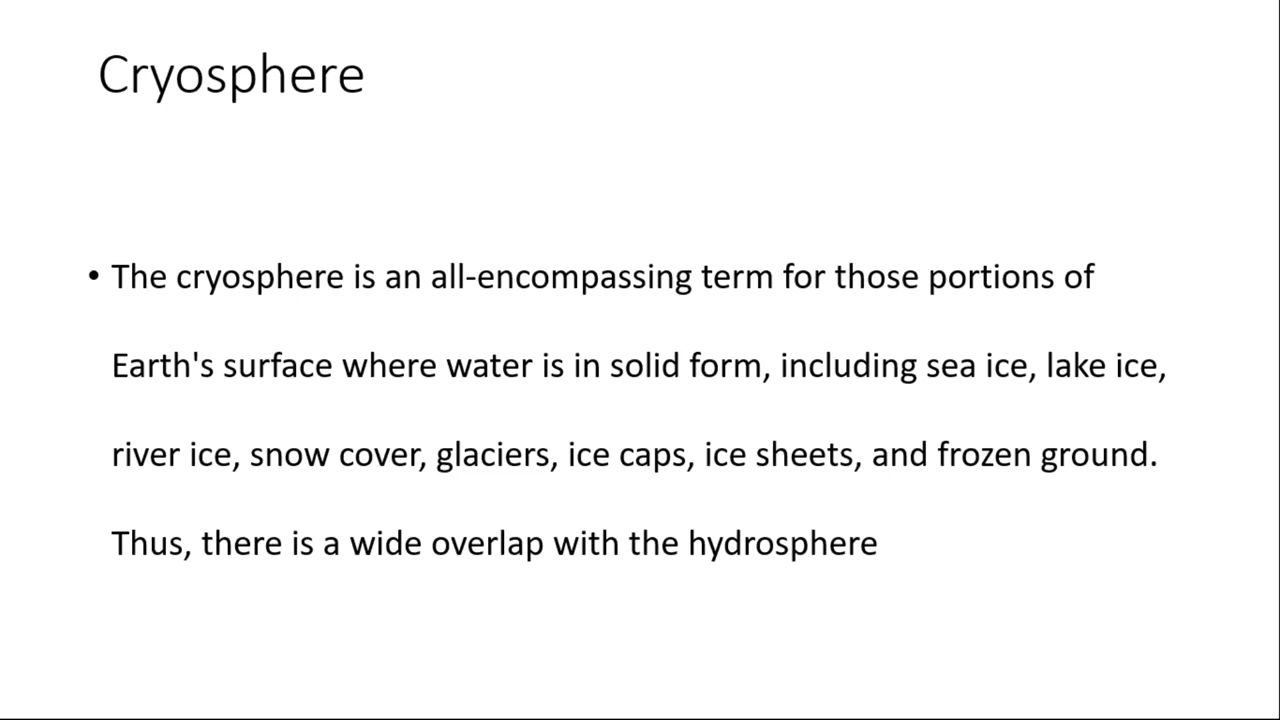 Cryosphere
• The cryosphere is an all-encompassing term for those portions of
Earth's surface where water is in solid form, including sea ice, lake ice,
river ice, snow cover, glaciers, ice caps, ice sheets, and frozen ground.
Thus, there is a wide overlap with the hydrosphere